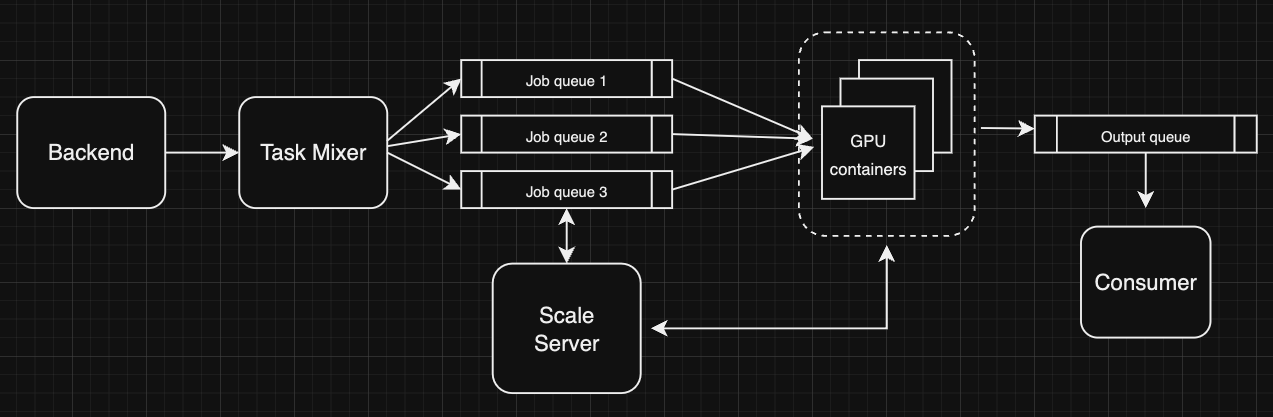 Backend
Task Mixer
Job queue 1
Job queue 2
Job queue 3
GPU
containers
Output queue
Scale
Server
Consumer